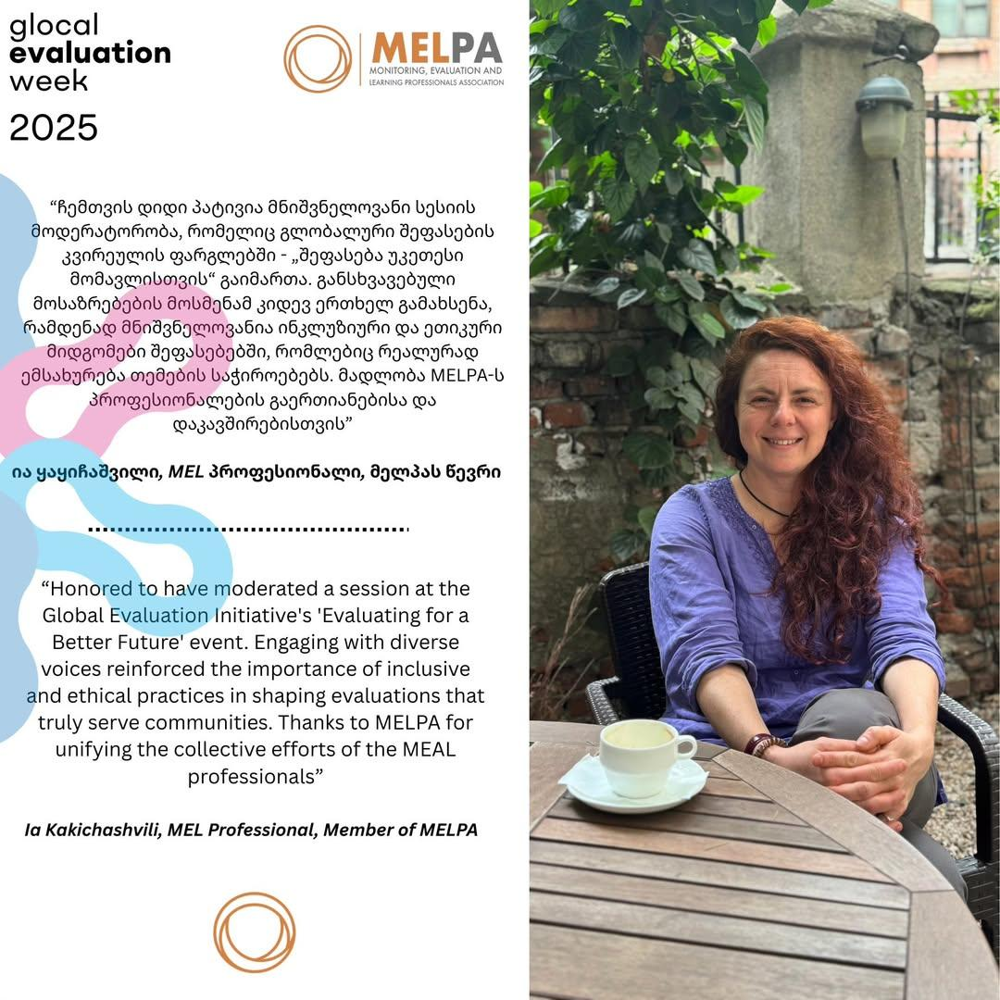 glocal
evaluation
week
2025
MELPA
MONITORING, EVALUATION AND
LEARNING PROFESSIONALS ASSOCIATION
“ჩემთვის დიდი პატივია მნიშვნელოვანი სესიის
მოდერატორობა, რომელიც გლობალური შეფასების
კვირეულის ფარგლებში - „შეფასება უკეთესი
მომავლისთვის“ გაიმართა. განსხვავებული
მოსაზრებების მოსმენამ კიდევ ერთხელ გამახსენა,
რამდენად მნიშვნელოვანია ინკლუზიური და ეთიკური
მიდგომები შეფასებებში, რომლებიც რეალურად
ემსახურება თემების საჭიროებებს. მადლობა MELPA-ს
პროფესიონალების გაერთიანებისა და
დაკავშირებისთვის”
ია ყაყიჩაშვილი, MEL პროფესიონალი, მელპას წევრი
“Honored to have moderated a session at the
Global Evaluation Initiative's 'Evaluating for a
Better Future' event. Engaging with diverse
voices reinforced the importance of inclusive
and ethical practices in shaping evaluations that
truly serve communities. Thanks to MELPA for
unifying the collective efforts of the MEAL
professionals”
Ia Kakichashvili, MEL Professional, Member of MELPA